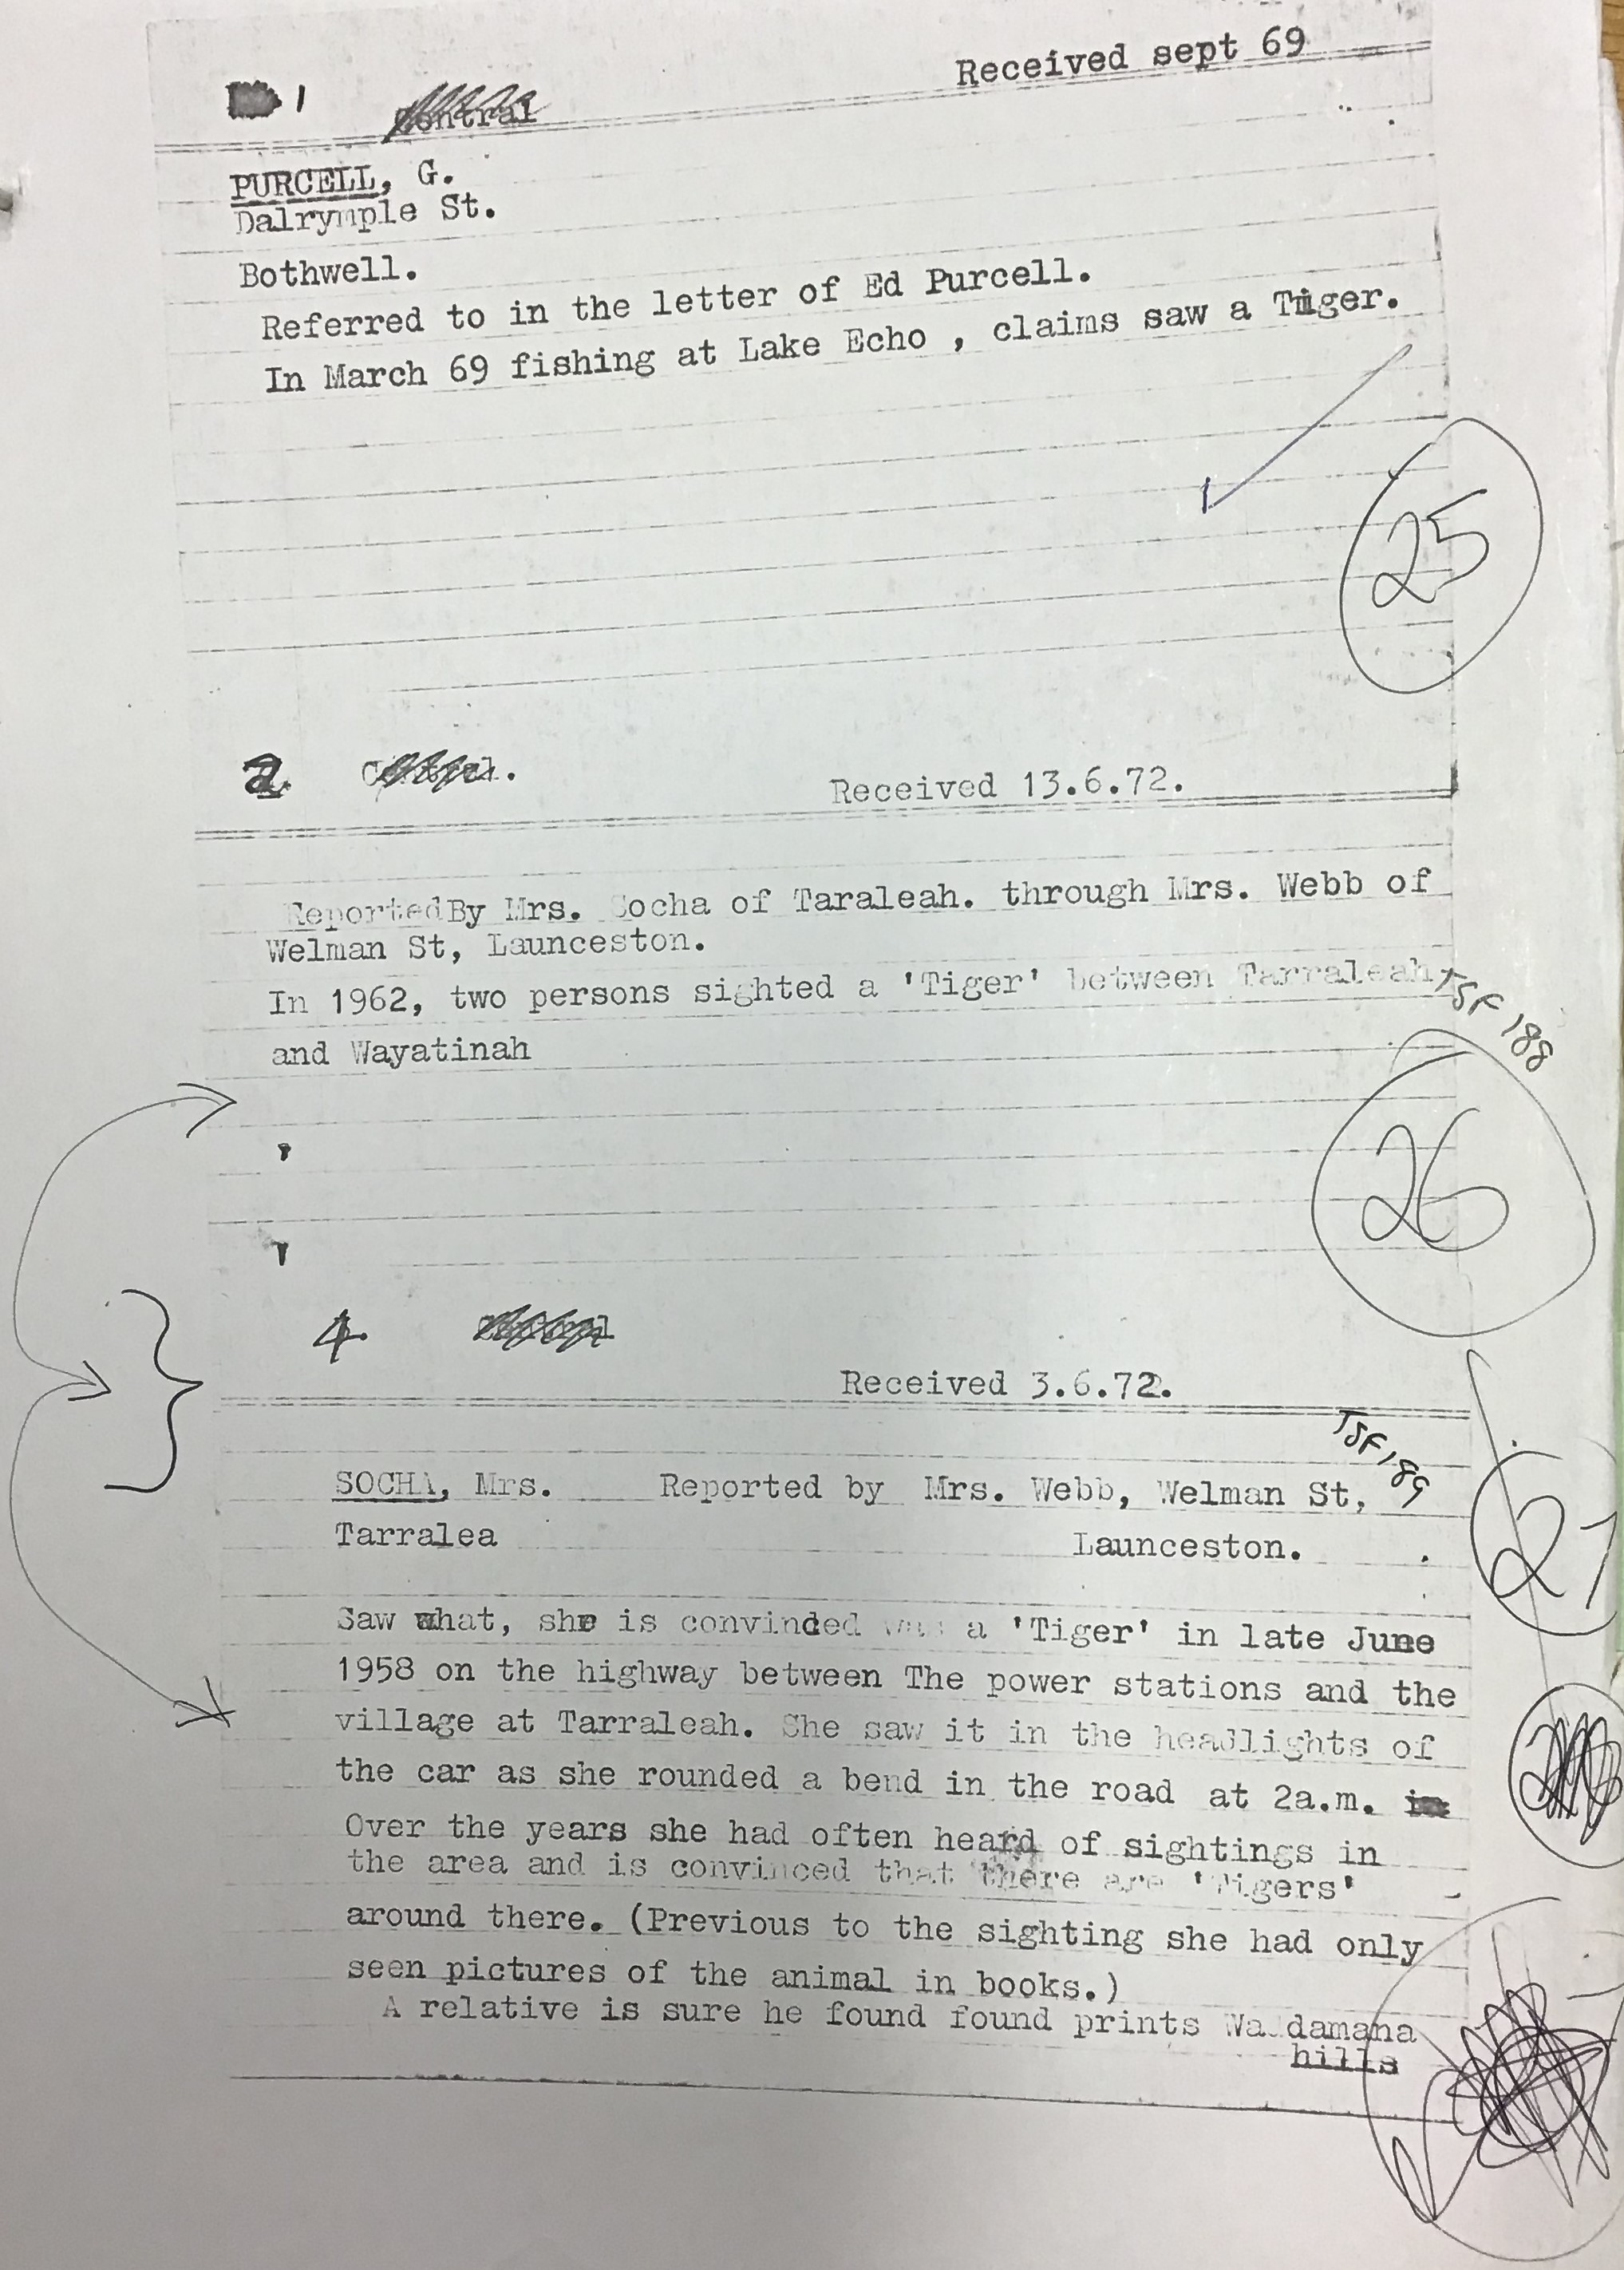 Received sept 69
1 Central
PURCELL, G.
Dalrymple St.
Bothwell.
Referred to in the letter of Ed Purcell.
In March 69 fishing at Lake Echo , claims saw a Tiger.
25
2 Central.
Received 13.6.72.
ReportedBy Mrs. Socha of Taraleah. through Mrs. Webb of
Welman St, Launceston.
In 1962, two persons sighted a 'Tiger' between Tarraleah
and Wayatinah
TSF 188
26
4 Central
Received 3.6.72.
TSF 189
SOCHA, Mrs. Reported by Mrs. Webb, Welman St,
Tarralea Launceston.
27
Saw what, she is convinded was a 'Tiger' in late June
1958 on the highway between The power stations and the
village at Tarraleah. She saw it in the headlights of
the car as she rounded a bend in the road at 2a.m.
Over the years she had often heard of sightings in
the area and is convinced that there are 'Tigers'
around there. (Previous to the sighting she had only
seen pictures of the animal in books.)
A relative is sure he found found prints Waddamana
hills